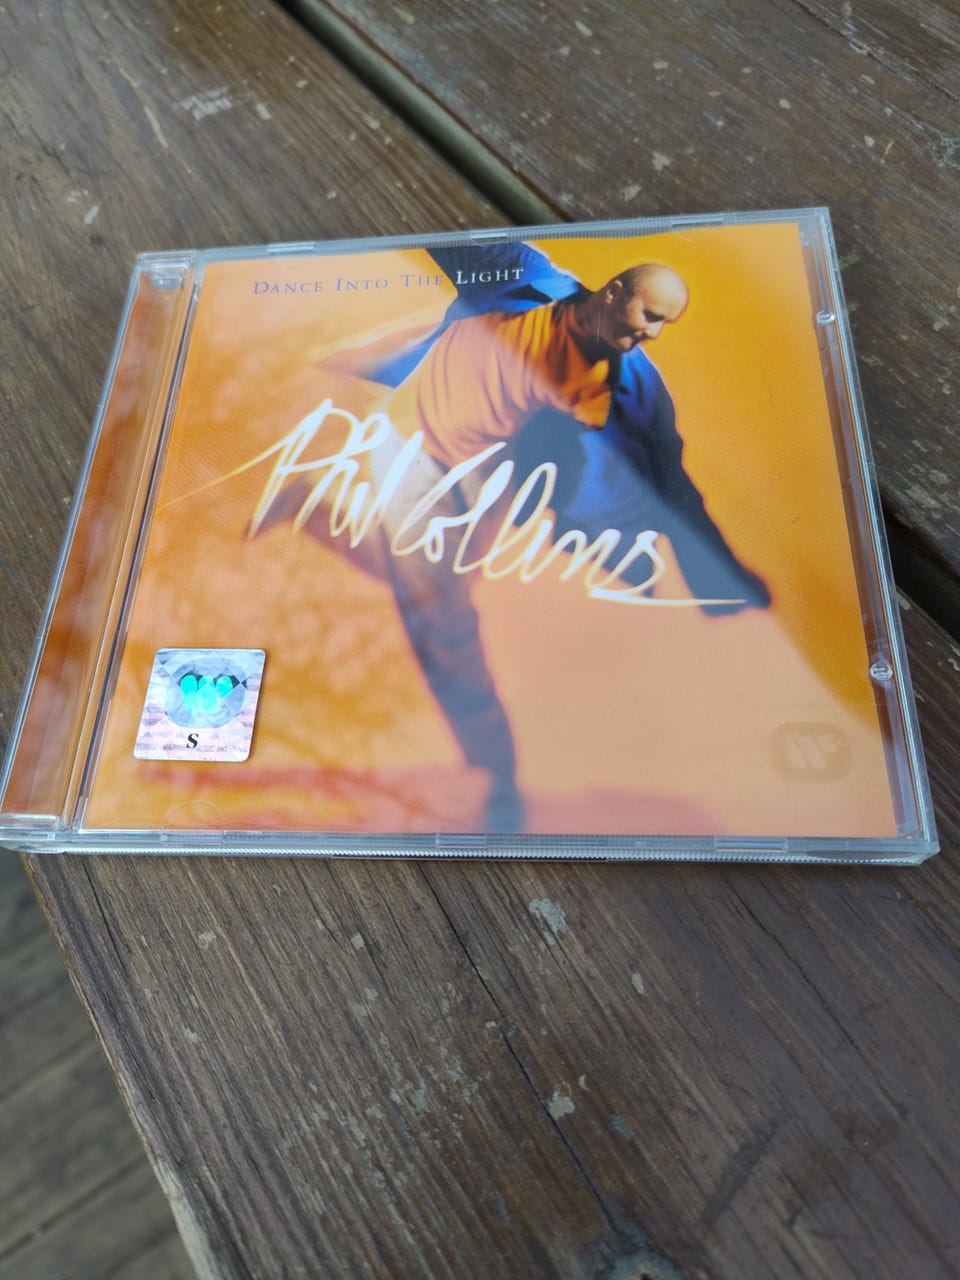 DANCE INTO THE LIGHT
Phil Collins
S